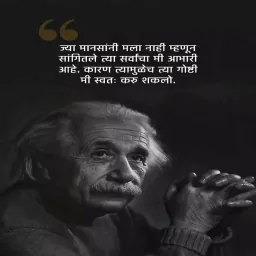 ज्या मानसांनी मला नाही म्हणून
सांगितले त्या सर्वांचा मी आभारी
आहे. कारण त्यामुळेच त्या गोष्टी
मी स्वतः करु शकलो.